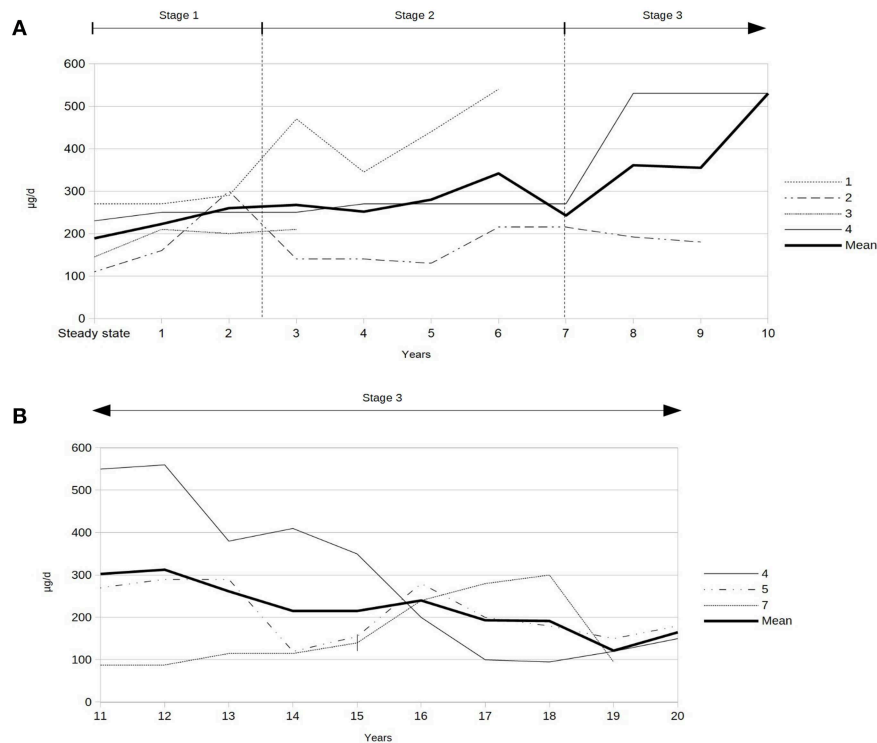 A
Stage 1 Stage 2 Stage 3
600
500
400
300
200
100
0
µg/d
Steady state 1 2 3 4 5 6 7 8 9 10
Years
1
2
3
4
Mean
B
Stage 3
600
500
400
300
200
100
0
µg/d
11 12 13 14 15 16 17 18 19 20
Years
4
5
7
Mean